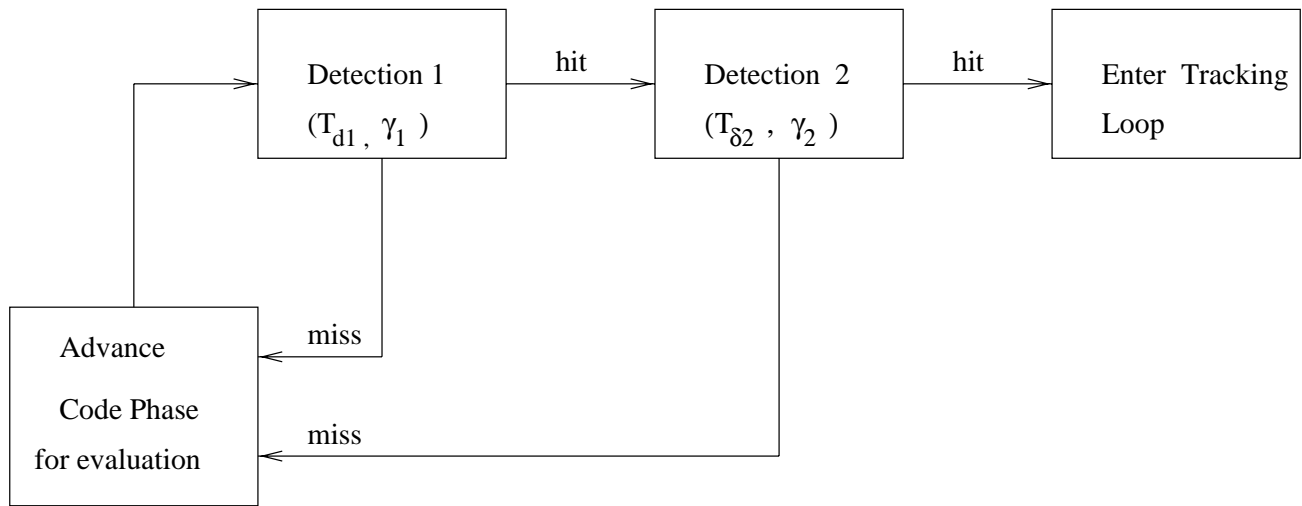 Detection 1
(T_d1 , γ_1 )
hit
Detection 2
(T_δ2 , γ_2 )
hit
Enter Tracking
Loop
miss
Advance
Code Phase
for evaluation
miss